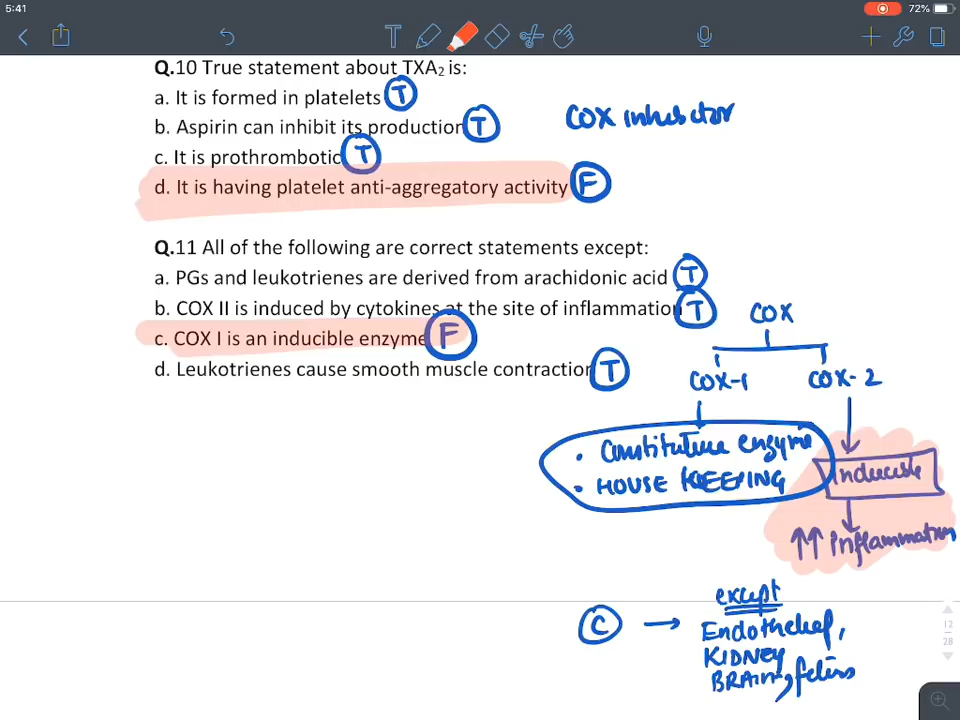 5:41
72%
T
Q.10 True statement about TXA2 is:
a. It is formed in platelets T
b. Aspirin can inhibit its production T
COX inhibitor
c. It is prothrombotic T
d. It is having platelet anti-aggregatory activity F
Q.11 All of the following are correct statements except:
a. PGs and leukotrienes are derived from arachidonic acid T
b. COX II is induced by cytokines at the site of inflammation T
c. COX I is an inducible enzyme F
d. Leukotrienes cause smooth muscle contraction T
COX
COX-1
COX-2
• Constitutive enzyme
• HOUSE KEEPING
Inducible
↑↑ inflammation
C → except
Endothelief,
KIDNEY
BRAIN, fetus
12
28